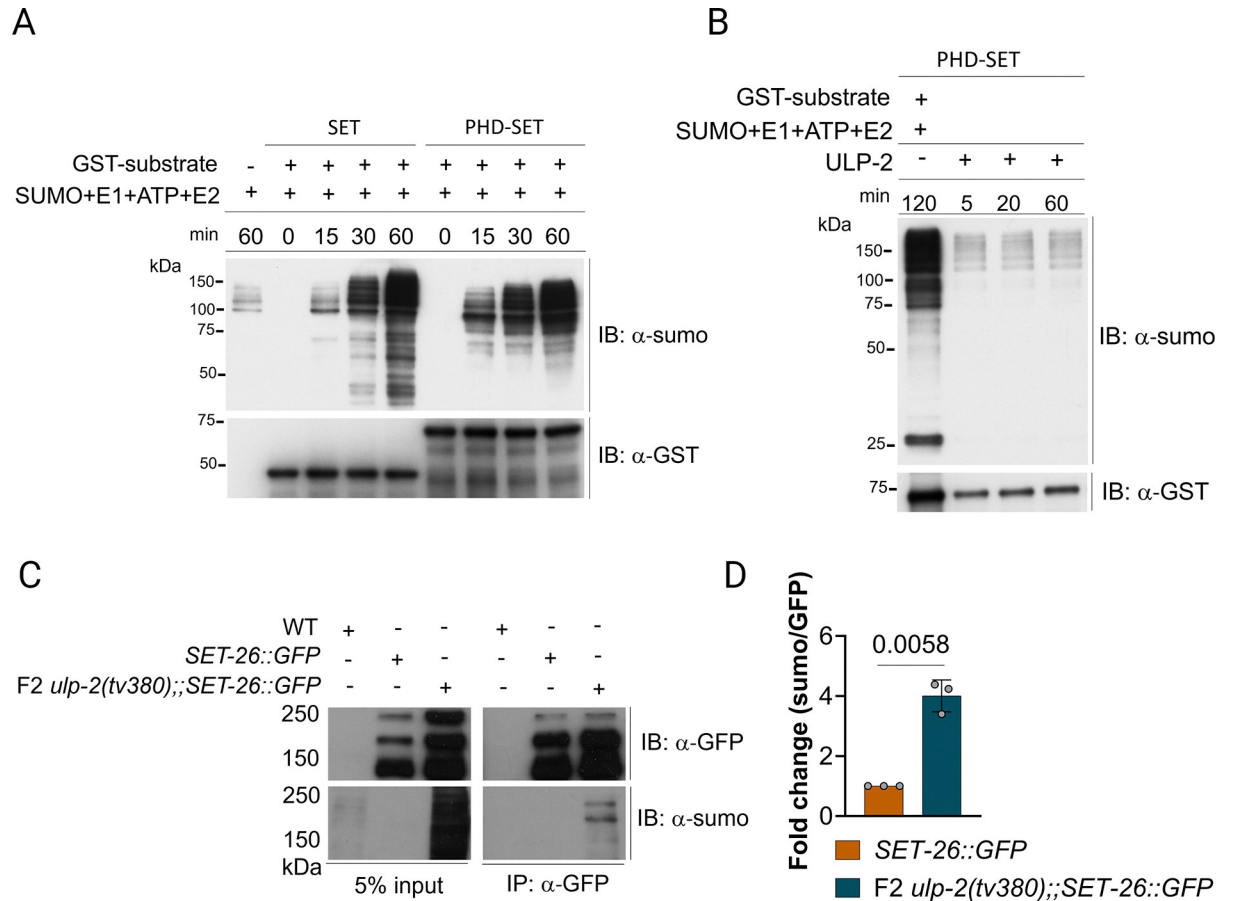 A
SET PHD-SET
GST-substrate - + + + + + + + +
SUMO+E1+ATP+E2 + + + + + + + + +
min 60 0 15 30 60 0 15 30 60
kDa
150
100
75
50
IB: α-sumo
75
50
IB: α-GST
B
PHD-SET
GST-substrate +
SUMO+E1+ATP+E2 +
ULP-2 - + + +
min 120 5 20 60
kDa
150
100
75
50
25
IB: α-sumo
75
IB: α-GST
C
WT + - - + - -
SET-26::GFP - + - - + -
F2 ulp-2(tv380);;SET-26::GFP - - + - - +
250
150
IB: α-GFP
250
150
kDa
IB: α-sumo
5% input IP: α-GFP
D
Fold change (sumo/GFP)
6
4
2
0
0.0058
SET-26::GFP
F2 ulp-2(tv380);;SET-26::GFP